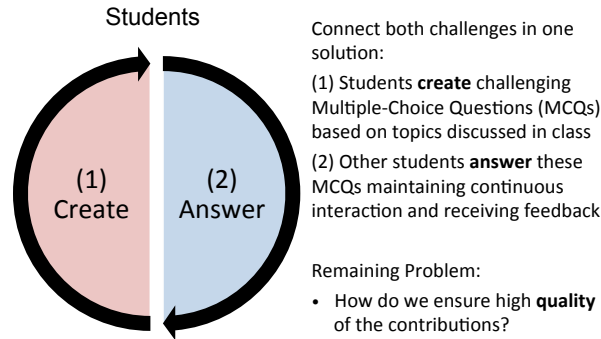 Students
(1)
Create
(2)
Answer
Connect both challenges in one
solution:
(1) Students create challenging
Multiple-Choice Questions (MCQs)
based on topics discussed in class
(2) Other students answer these
MCQs maintaining continuous
interaction and receiving feedback
Remaining Problem:
• How do we ensure high quality
of the contributions?